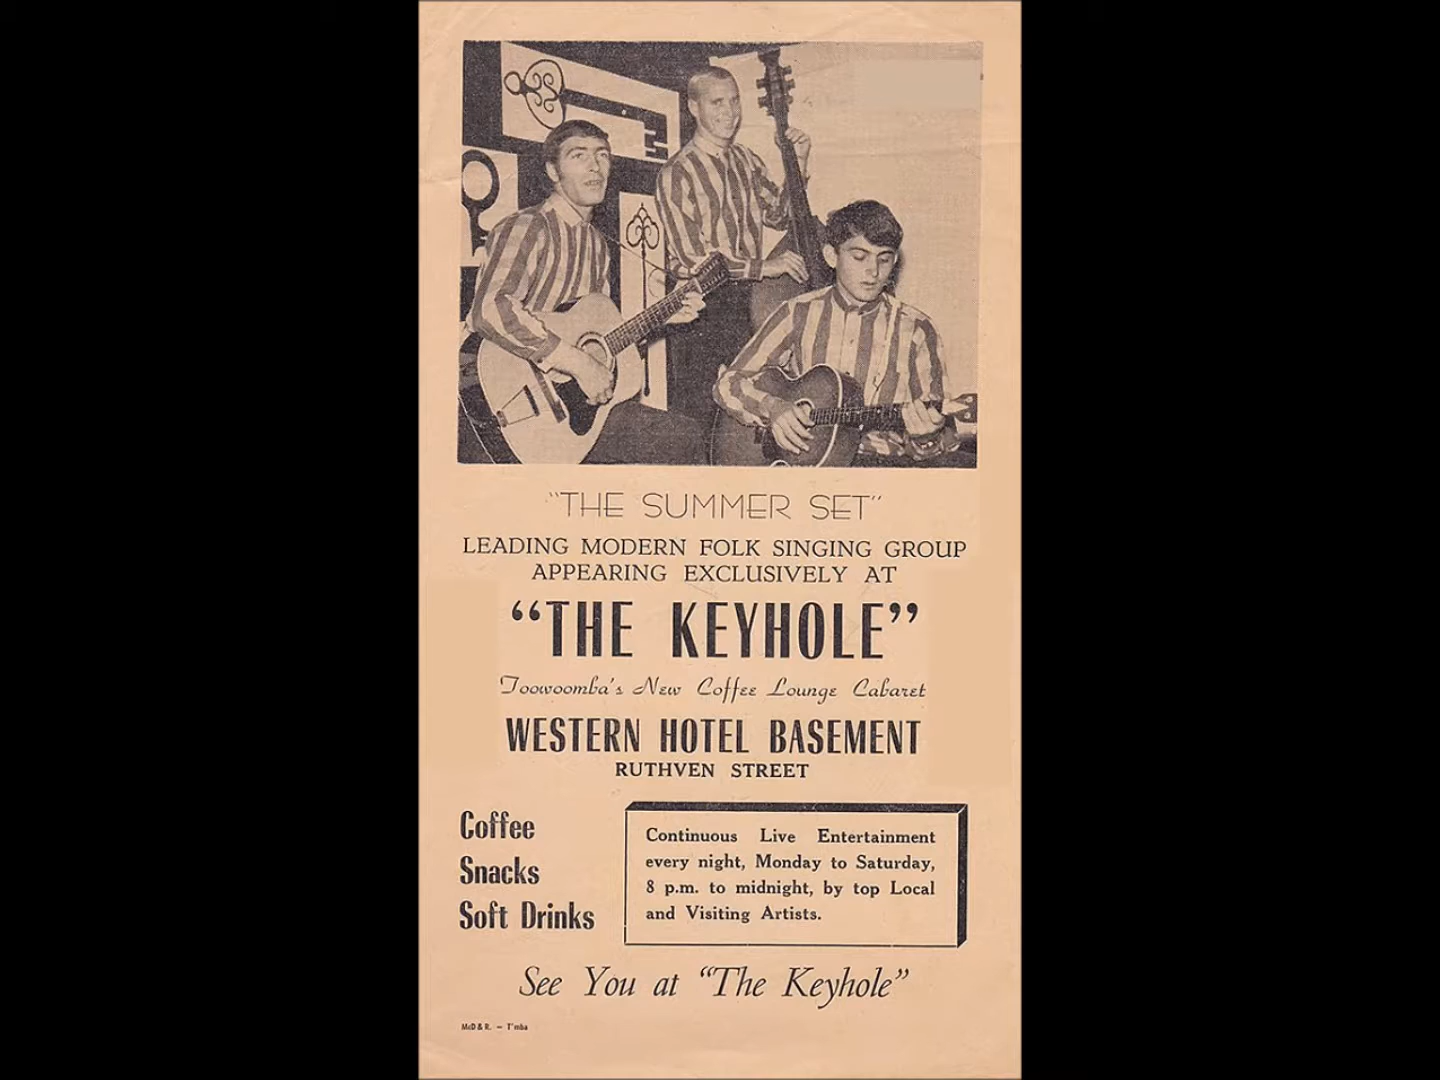 "THE SUMMER SET"
LEADING MODERN FOLK SINGING GROUP
APPEARING EXCLUSIVELY AT
"THE KEYHOLE"
Toowoomba's New Coffee Lounge Cabaret
WESTERN HOTEL BASEMENT
RUTHVEN STREET
Coffee
Snacks
Soft Drinks
Continuous Live Entertainment
every night, Monday to Saturday,
8 p.m. to midnight, by top Local
and Visiting Artists.
See You at "The Keyhole"
McD & R. — T'mba